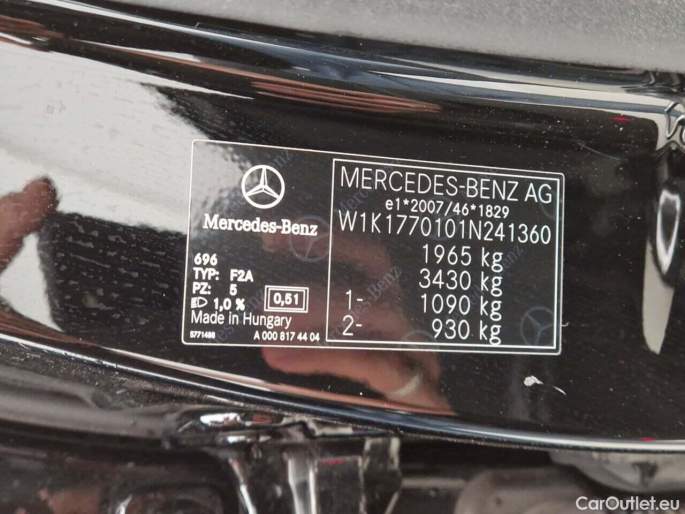 Mercedes-Benz
696
TYP: F2A
PZ: 5
1,0 % 0,51
Made in Hungary
5771488 A 000 817 44 04
MERCEDES-BENZ AG
e1*2007/46*1829
W1K1770101N241360
1965 kg
3430 kg
1- 1090 kg
2- 930 kg
CarOutlet.eu